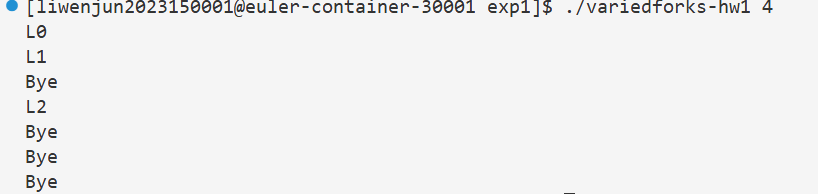 [liwenjun2023150001@euler-container-30001 exp1]$ ./variedforks-hw1 4
L0
L1
Bye
L2
Bye
Bye
Bye